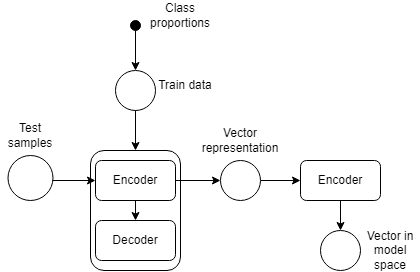 Class
proportions
Train data
Test
samples
Encoder
Decoder
Vector
representation
Encoder
Vector in
model
space